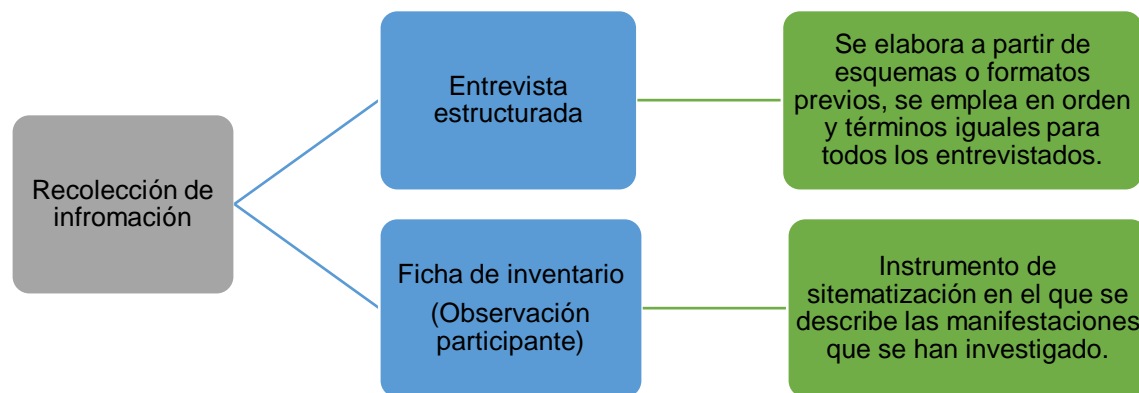 Recolección de
infromación
Entrevista
estructurada
Se elabora a partir de
esquemas o formatos
previos, se emplea en orden
y términos iguales para
todos los entrevistados.
Ficha de inventario
(Observación
participante)
Instrumento de
sitematización en el que se
describe las manifestaciones
que se han investigado.